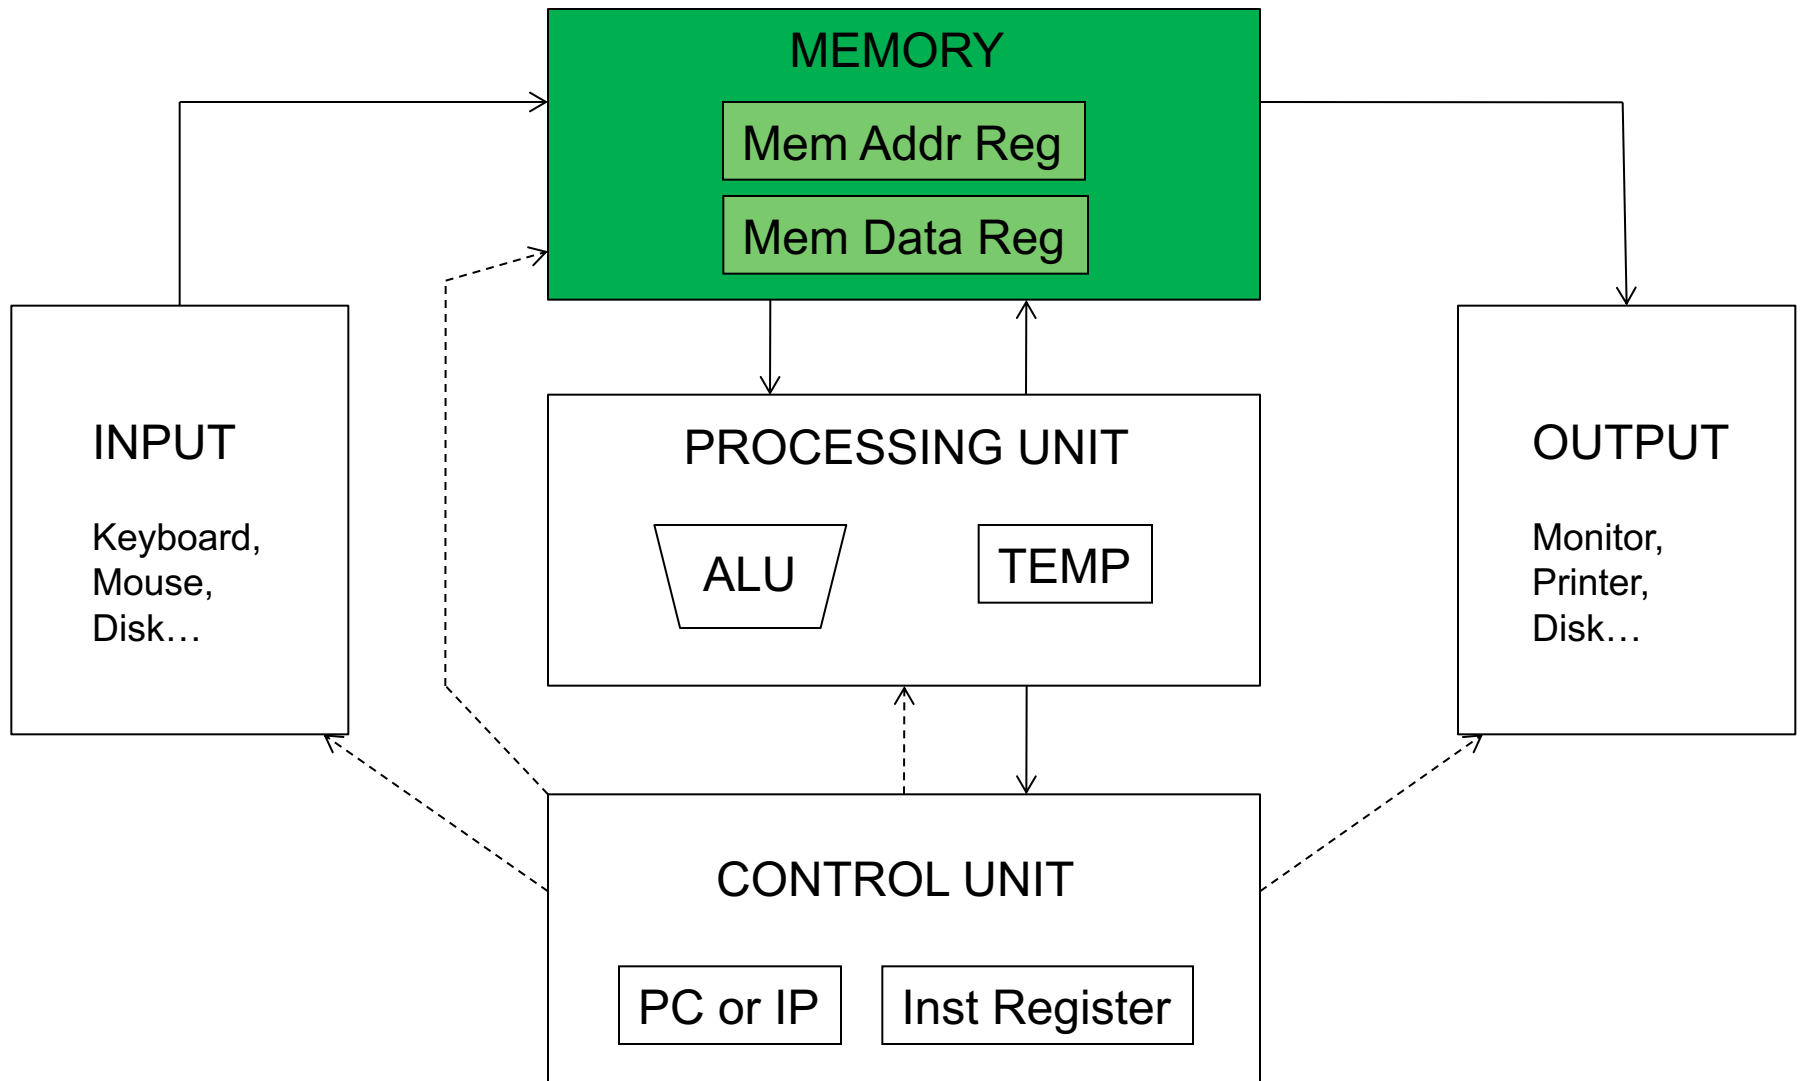 MEMORY
Mem Addr Reg
Mem Data Reg
INPUT
Keyboard,
Mouse,
Disk…
PROCESSING UNIT
ALU
TEMP
OUTPUT
Monitor,
Printer,
Disk…
CONTROL UNIT
PC or IP
Inst Register